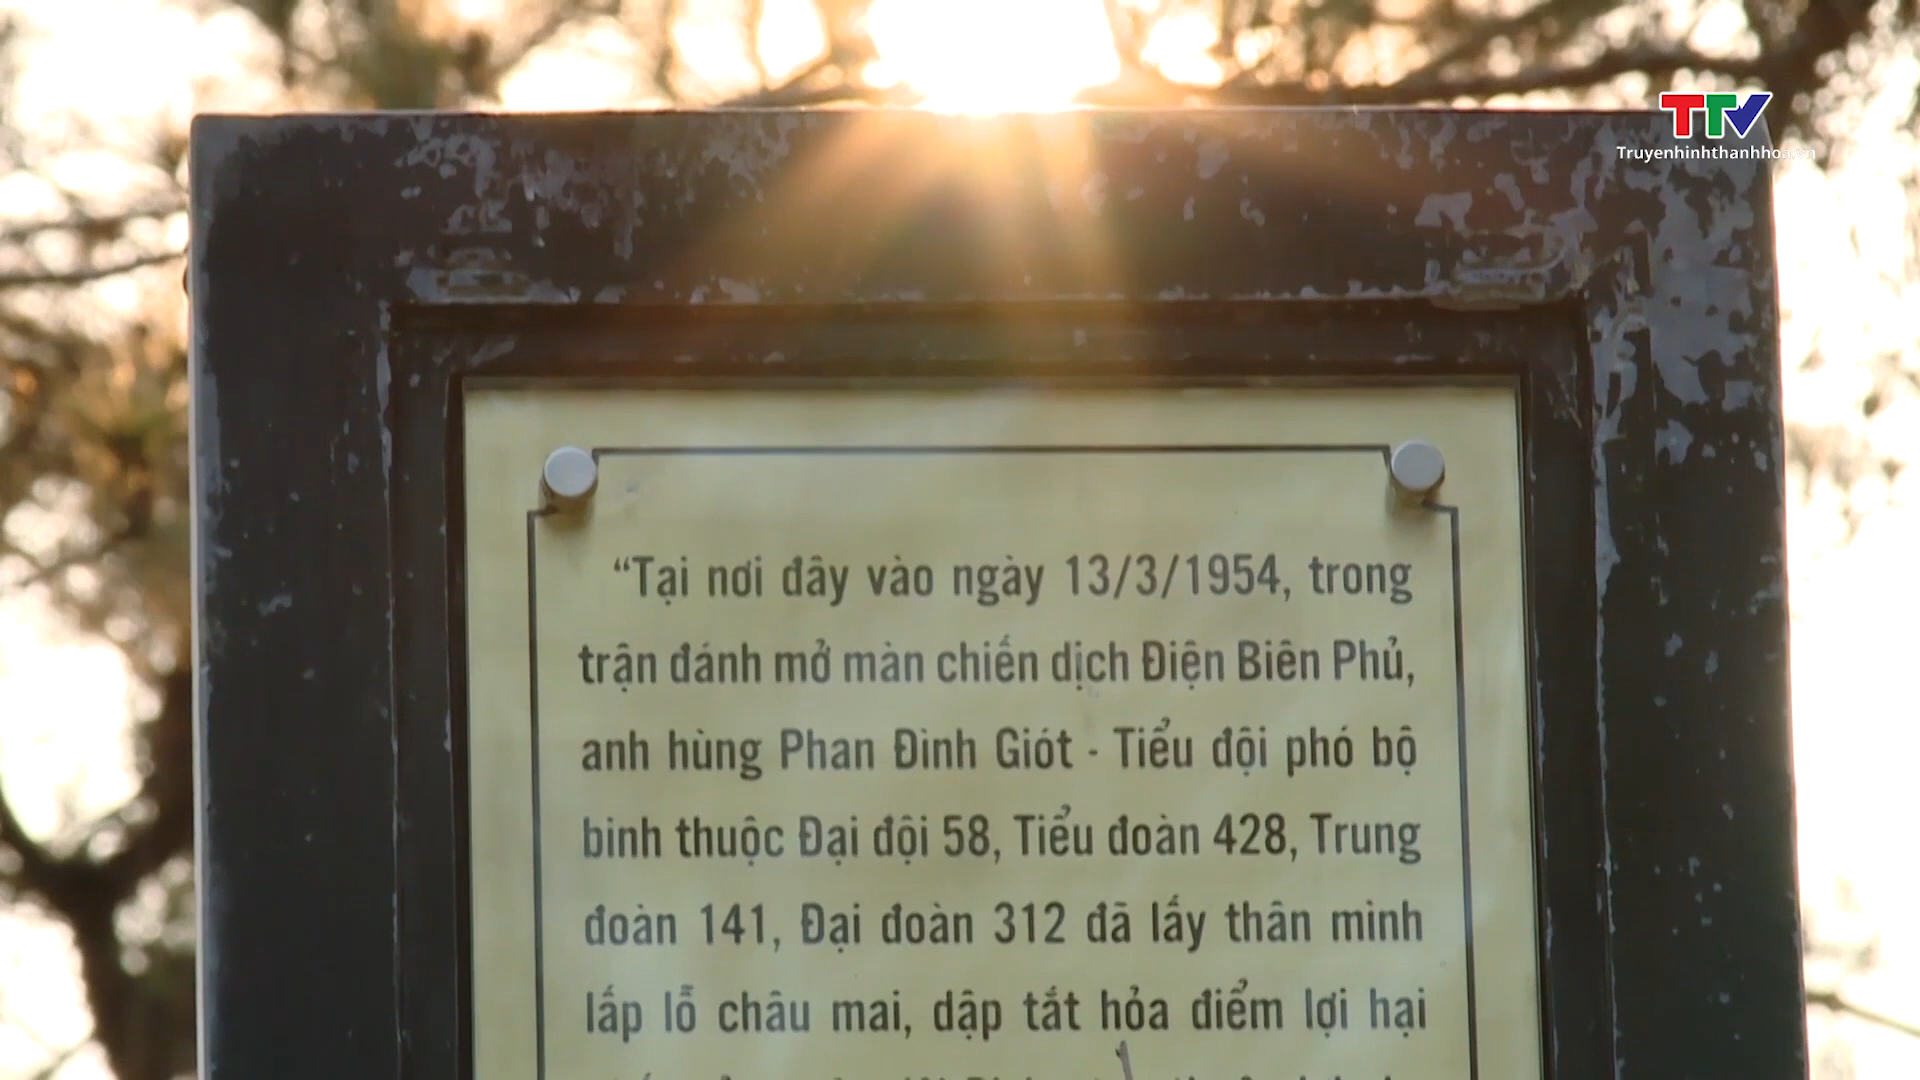 TTV
Truyenhinhthanhhoa.vn
“Tại nơi đây vào ngày 13/3/1954, trong
trận đánh mở màn chiến dịch Điện Biên Phủ,
anh hùng Phan Đình Giót - Tiểu đội phó bộ
binh thuộc Đại đội 58, Tiểu đoàn 428, Trung
đoàn 141, Đại đoàn 312 đã lấy thân mình
lấp lỗ châu mai, dập tắt hỏa điểm lợi hại